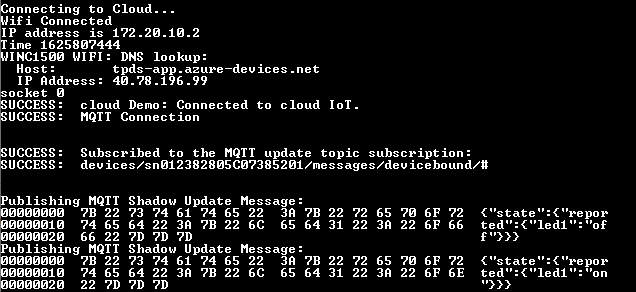 Connecting to Cloud...
Wifi Connected
IP address is 172.20.10.2
Time 1625807444
WINC1500 WIFI: DNS lookup:
  Host:       tpds-app.azure-devices.net
  IP Address: 40.78.196.99
socket 0
SUCCESS:  cloud Demo: Connected to cloud IoT.
SUCCESS:  MQTT Connection
SUCCESS:  Subscribed to the MQTT update topic subscription:
SUCCESS:  devices/sn012382805C07385201/messages/devicebound/#
Publishing MQTT Shadow Update Message:
00000000  7B 22 73 74 61 74 65 22  3A 7B 22 72 65 70 6F 72  {"state":{"repor
00000010  74 65 64 22 3A 7B 22 6C  65 64 31 22 3A 22 6F 66  ted":{"led1":"of
00000020  66 22 7D 7D 7D                                    f"}}}
Publishing MQTT Shadow Update Message:
00000000  7B 22 73 74 61 74 65 22  3A 7B 22 72 65 70 6F 72  {"state":{"repor
00000010  74 65 64 22 3A 7B 22 6C  65 64 31 22 3A 22 6F 6E  ted":{"led1":"on
00000020  22 7D 7D 7D                                       "}}}